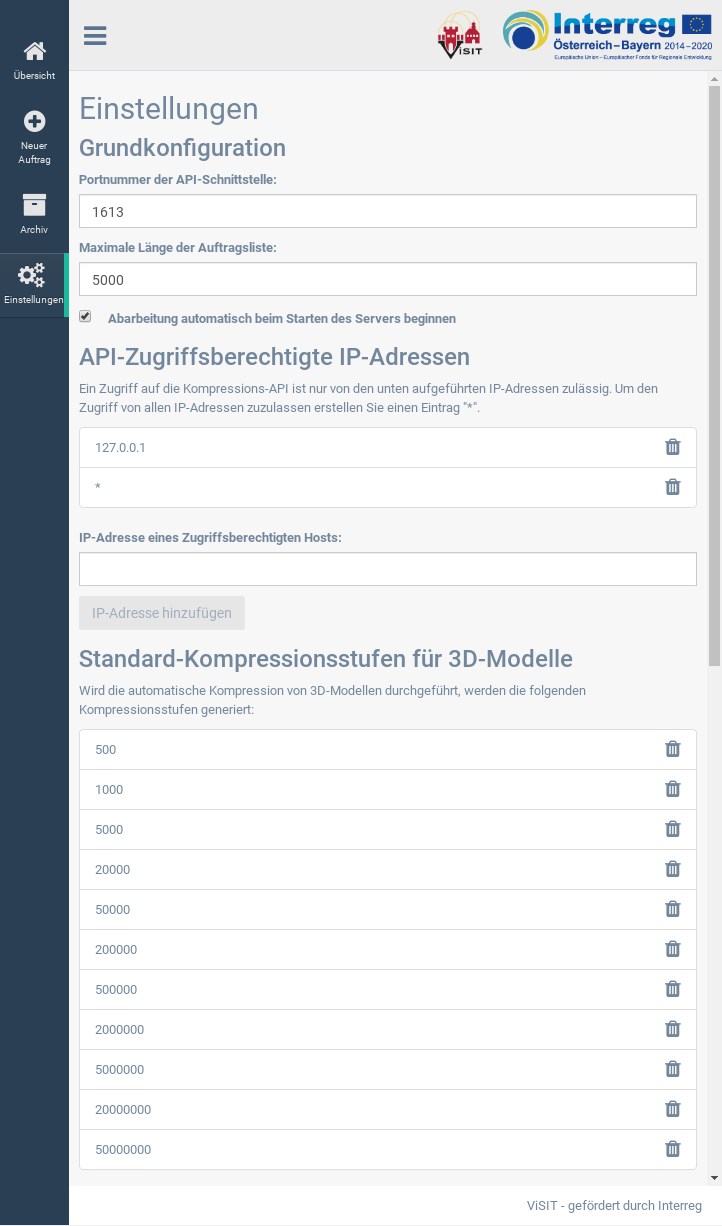 ViSIT
Interreg
Österreich – Bayern 2014 – 2020
Europäische Union – Europäischer Fonds für Regionale Entwicklung
Übersicht
Neuer
Auftrag
Archiv
Einstellungen
Einstellungen
Grundkonfiguration
Portnummer der API-Schnittstelle:
1613
Maximale Länge der Auftragsliste:
5000
Abarbeitung automatisch beim Starten des Servers beginnen
API-Zugriffsberechtigte IP-Adressen
Ein Zugriff auf die Kompressions-API ist nur von den unten aufgeführten IP-Adressen zulässig. Um den
Zugriff von allen IP-Adressen zuzulassen erstellen Sie einen Eintrag "*".
127.0.0.1
*
IP-Adresse eines Zugriffsberechtigten Hosts:
IP-Adresse hinzufügen
Standard-Kompressionsstufen für 3D-Modelle
Wird die automatische Kompression von 3D-Modellen durchgeführt, werden die folgenden
Kompressionsstufen generiert:
500
1000
5000
20000
50000
200000
500000
2000000
5000000
20000000
50000000
ViSIT - gefördert durch Interreg